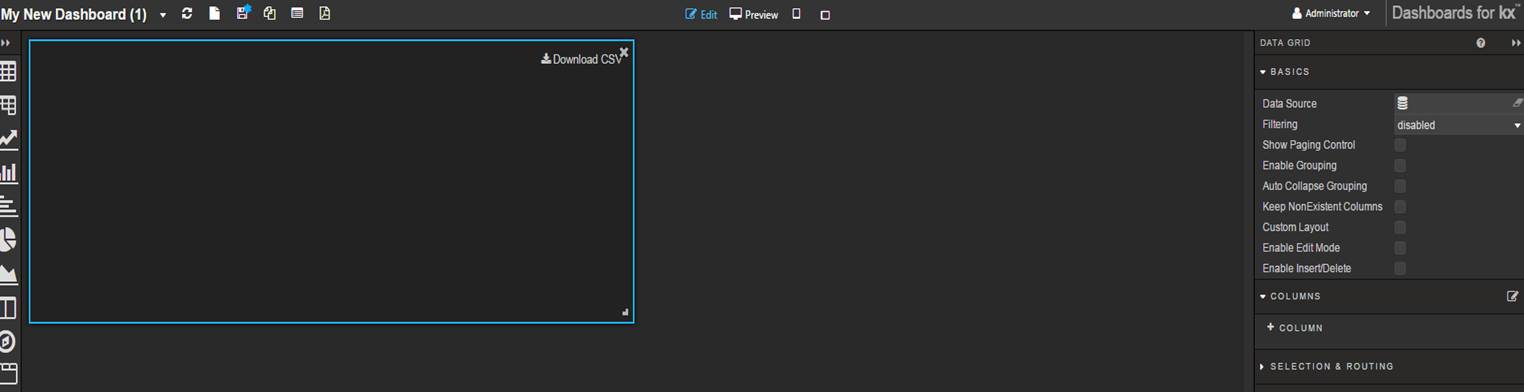 My New Dashboard (1)
Edit
Preview
Administrator
Dashboards for kx™
Download CSV
DATA GRID
BASICS
Data Source
Filtering
disabled
Show Paging Control
Enable Grouping
Auto Collapse Grouping
Keep NonExistent Columns
Custom Layout
Enable Edit Mode
Enable Insert/Delete
COLUMNS
+ COLUMN
SELECTION & ROUTING